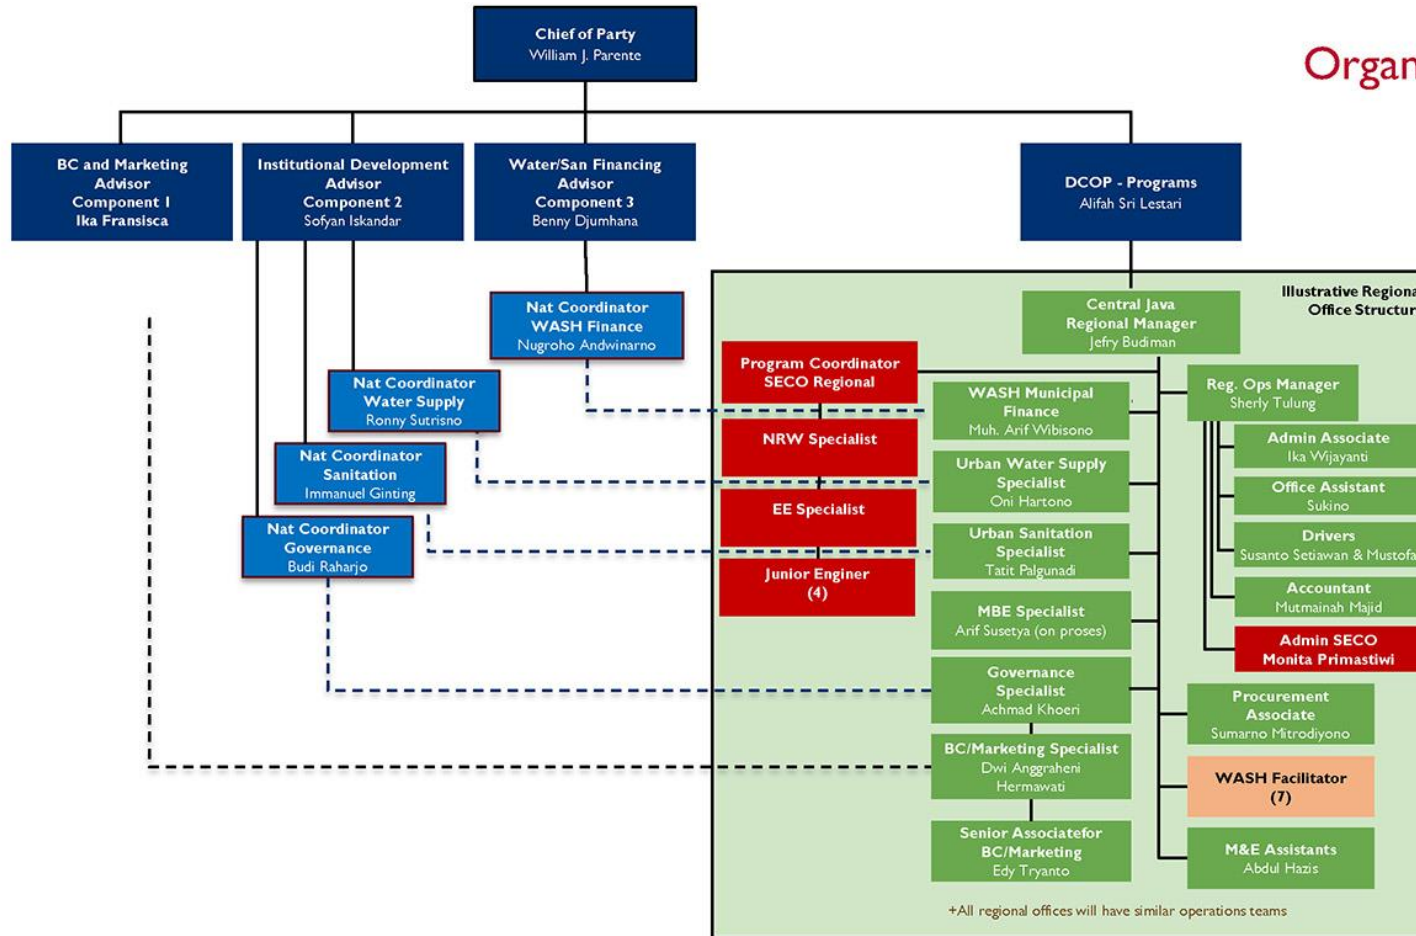 Chief of Party
William J. Parente
Organ
BC and Marketing
Advisor
Component 1
Ika Fransisca
Institutional Development
Advisor
Component 2
Sofyan Iskandar
Water/San Financing
Advisor
Component 3
Benny Djumhana
DCOP - Programs
Alifah Sri Lestari
Nat Coordinator
WASH Finance
Nugroho Andwinarno
Nat Coordinator
Water Supply
Ronny Sutrisno
Nat Coordinator
Sanitation
Immanuel Ginting
Nat Coordinator
Governance
Budi Raharjo
Illustrative Regiona
Office Structur
Central Java
Regional Manager
Jefry Budiman
Program Coordinator
SECO Regional
NRW Specialist
EE Specialist
Junior Enginer
(4)
WASH Municipal
Finance
Muh. Arif Wibisono
Urban Water Supply
Specialist
Oni Hartono
Urban Sanitation
Specialist
Tatit Palgunadi
MBE Specialist
Arif Susetya (on proses)
Governance
Specialist
Achmad Khoeri
BC/Marketing Specialist
Dwi Anggraheni
Hermawati
Senior Associatefor
BC/Marketing
Edy Tryanto
Reg. Ops Manager
Sherly Tulung
Admin Associate
Ika Wijayanti
Office Assistant
Sukino
Drivers
Susanto Setiawan & Mustofa
Accountant
Mutmainah Majid
Admin SECO
Monita Primastiwi
Procurement
Associate
Sumarno Mitrodiyono
WASH Facilitator
(7)
M&E Assistants
Abdul Hazis
+All regional offices will have similar operations teams